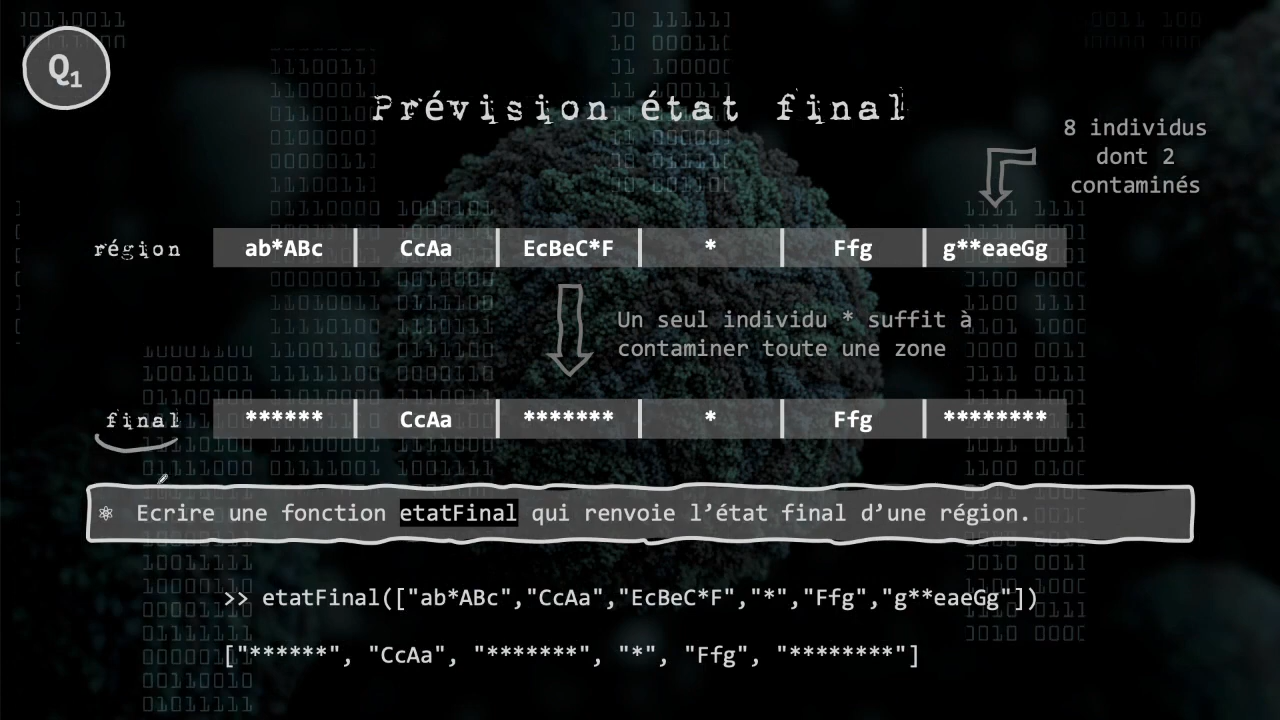 Q1
Prévision état final
8 individus
dont 2
contaminés
région ab*ABc CcAa EcBeC*F * Ffg g**eaeGg
Un seul individu * suffit à
contaminer toute une zone
final ****** CcAa ******* * Ffg ********
⚛ Ecrire une fonction etatFinal qui renvoie l’état final d’une région.
>> etatFinal(["ab*ABc","CcAa","EcBeC*F","*","Ffg","g**eaeGg"])
["******", "CcAa", "*******", "*", "Ffg", "********"]